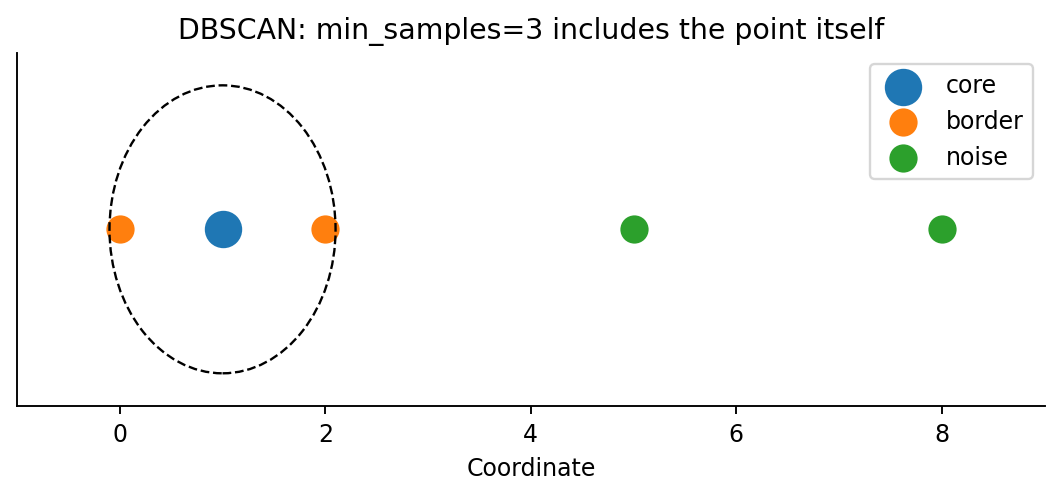 DBSCAN: min_samples=3 includes the point itself
core
border
noise
0 2 4 6 8
Coordinate